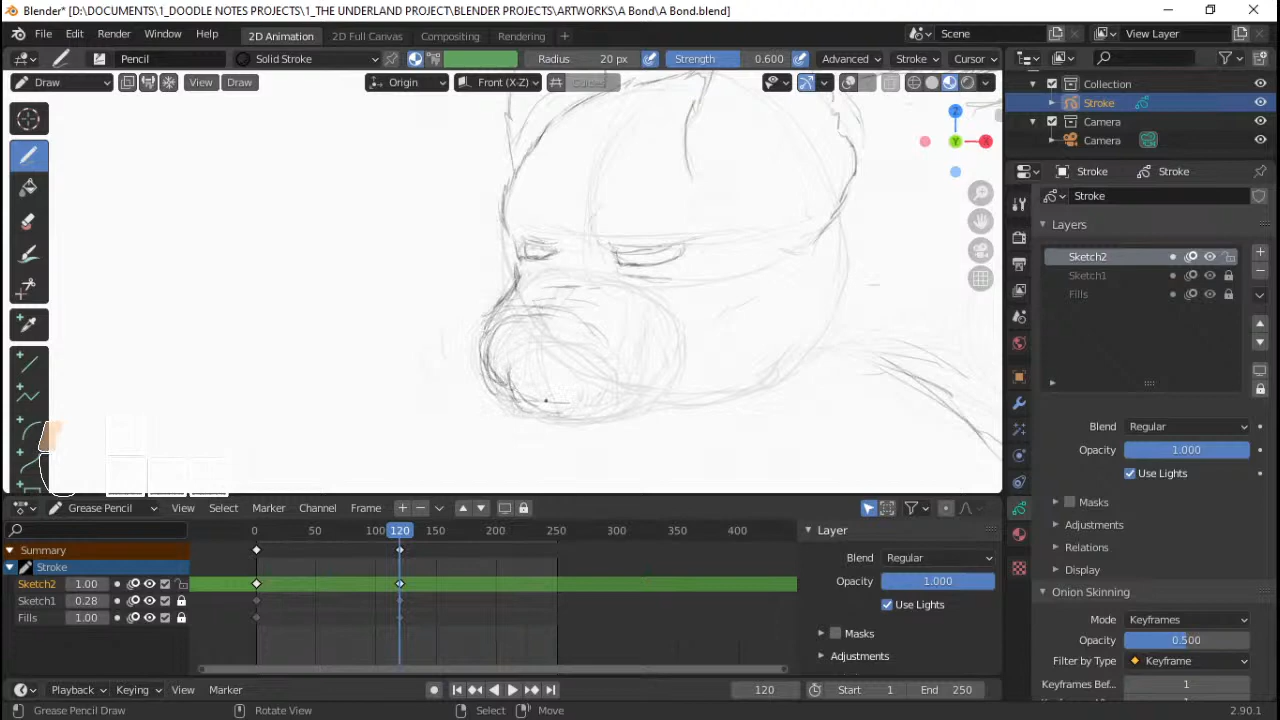 Blender* [D:\DOCUMENTS\1_DOODLE NOTES PROJECTS\1_THE UNDERLAND PROJECT\BLENDER PROJECTS\ARTWORKS\A Bond\A Bond.blend]
File Edit Render Window Help 2D Animation 2D Full Canvas Compositing Rendering Scene View Layer
Pencil Solid Stroke Radius 20 px Strength 0.600 Advanced Stroke Cursor
Draw View Draw Origin Front (X-Z) Guides
Collection
Stroke
Camera
Camera
Z
Y
X
Stroke Stroke
Stroke
Layers
Sketch2
Sketch1
Fills
Blend Regular
Opacity 1.000
Use Lights
Masks
Adjustments
Relations
Display
Onion Skinning
Mode Keyframes
Opacity 0.500
Filter by Type Keyframe
Keyframes Bef... 1
Grease Pencil View Select Marker Channel Frame
0 50 100 120 150 200 250 300 350 400
Summary
Stroke
Sketch2 1.00
Sketch1 0.28
Fills 1.00
Layer
Blend Regular
Opacity 1.000
Use Lights
Masks
Adjustments
Playback Keying View Marker 120 Start 1 End 250
Grease Pencil Draw Rotate View Select Move 2.90.1